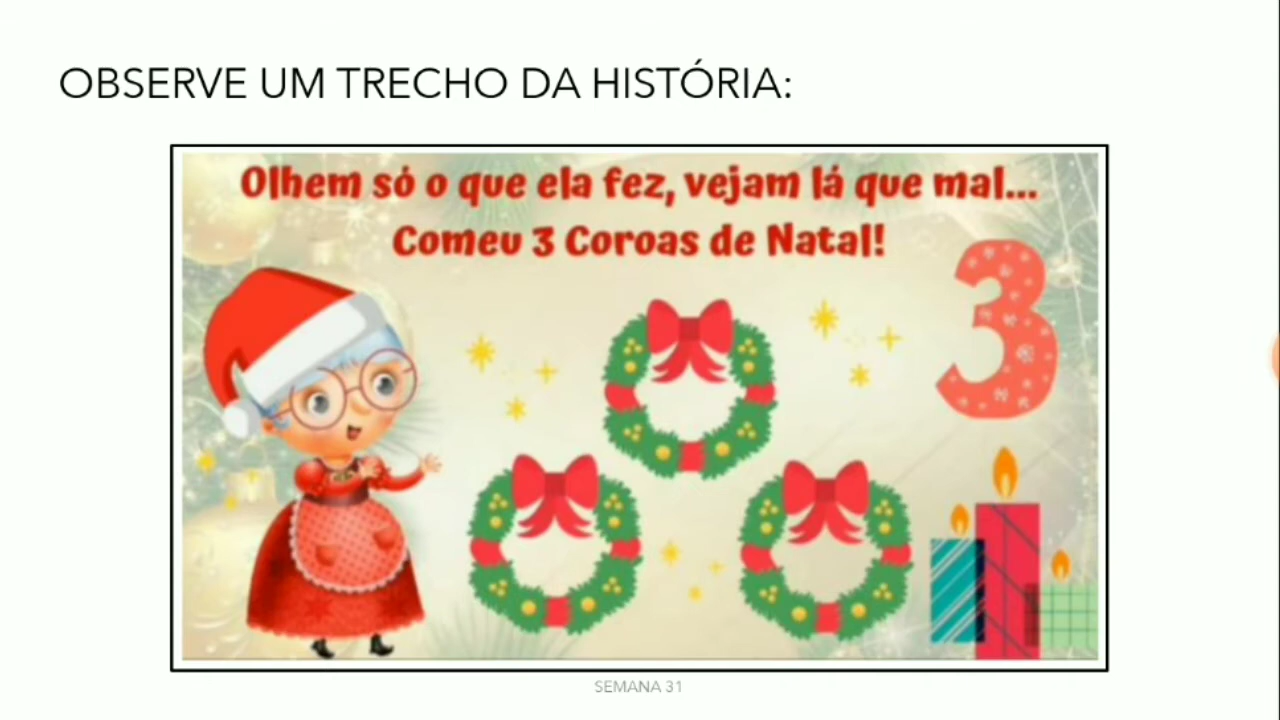 OBSERVE UM TRECHO DA HISTÓRIA:
Olhem só o que ela fez, vejam lá que mal...
Comeu 3 Coroas de Natal!
3
SEMANA 31